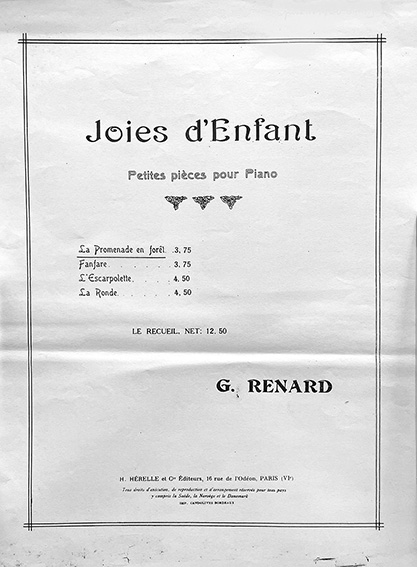 Joies d'Enfant
Petites pièces pour Piano
La Promenade en forêt. .3,75
Fanfare . . . . . . . 3,75
L'Escarpolette. . . . . 4,50
La Ronde. . . . . . . 4,50
LE RECUEIL, NET: 12.50
G. RENARD
H. HÉRELLE et Cie Éditeurs, 16 rue de l'Odéon, PARIS (VIe)
Tous droits d'exécution, de reproduction et d'arrangement réservés pour tous pays
y compris la Suède, la Norvège et le Danemark
IMP. BORDEAUX